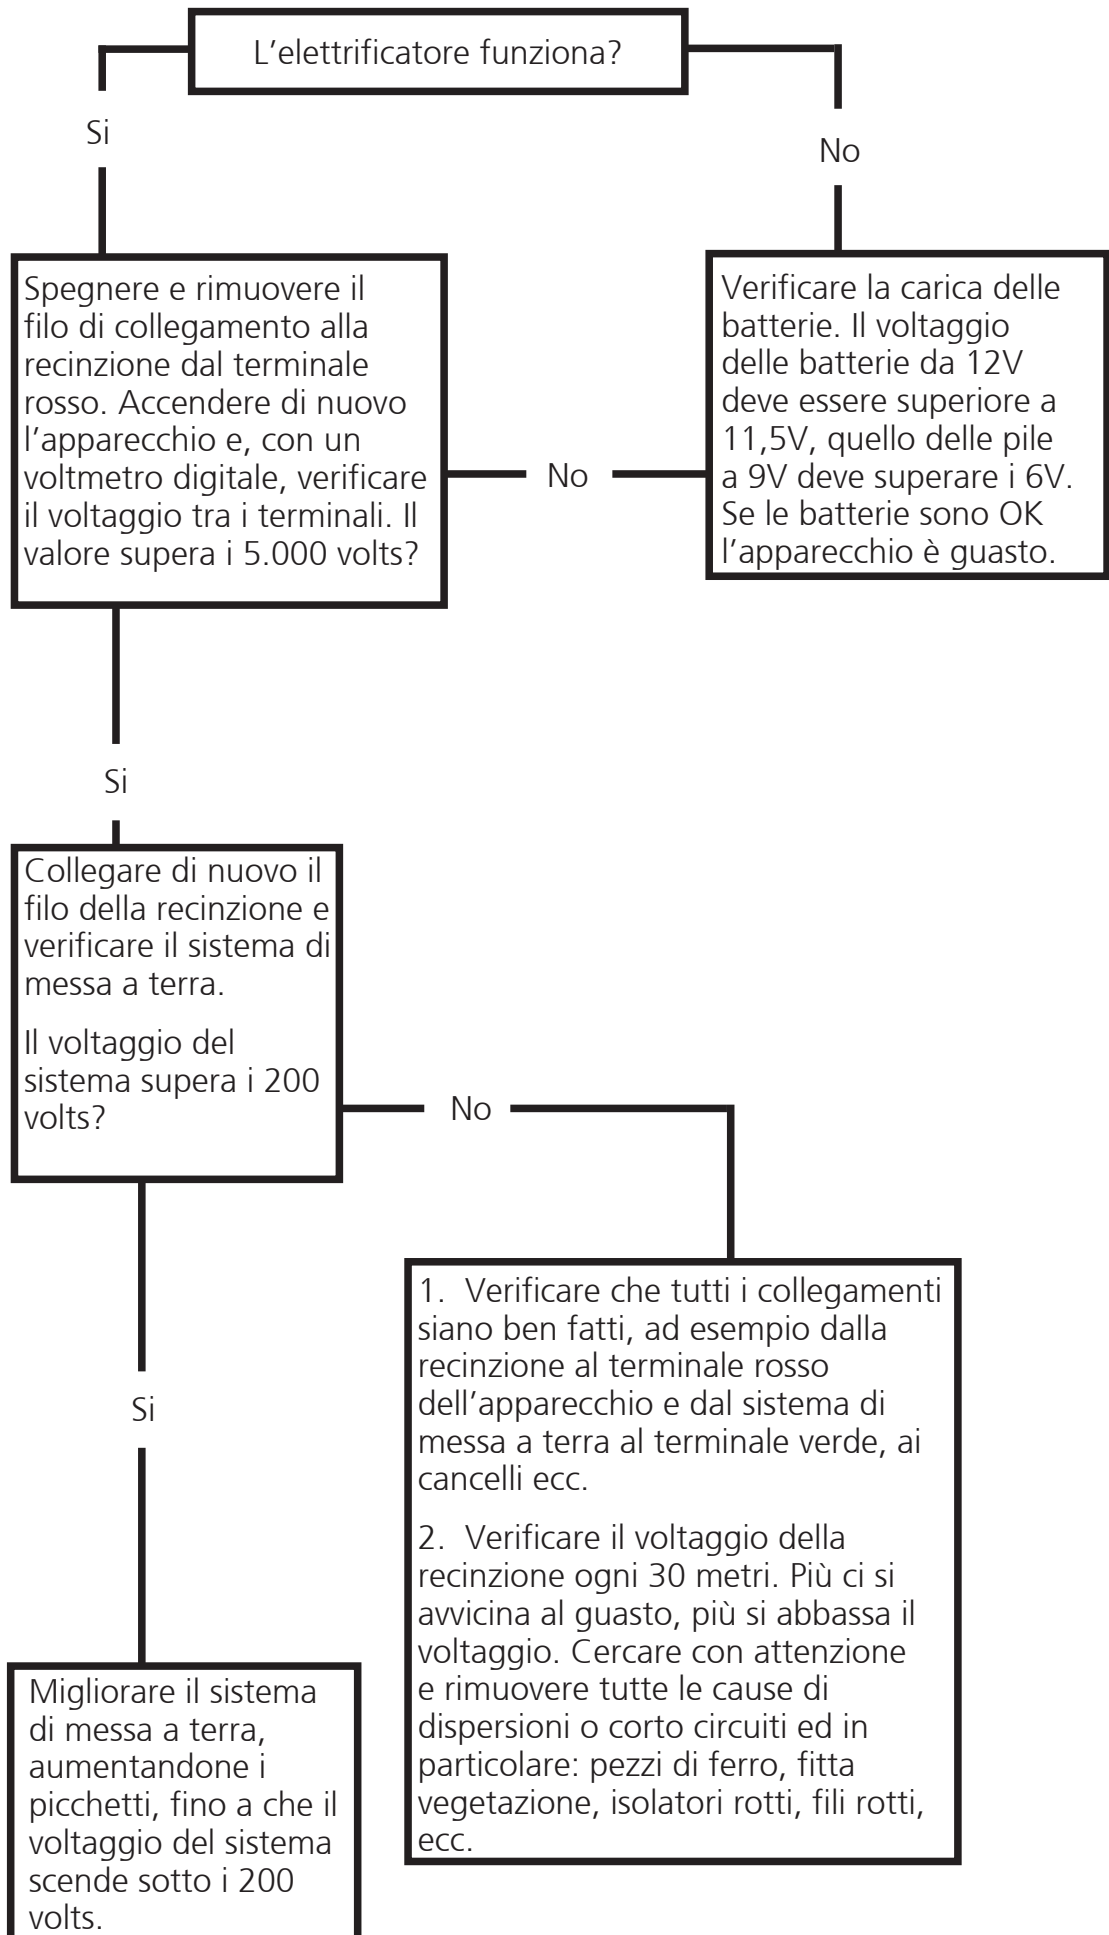 L'elettrificatore funziona?
Si
No
Spegnere e rimuovere il
filo di collegamento alla
recinzione dal terminale
rosso. Accendere di nuovo
l'apparecchio e, con un
voltmetro digitale, verificare
il voltaggio tra i terminali. Il
valore supera i 5.000 volts?
No
Verificare la carica delle
batterie. Il voltaggio
delle batterie da 12V
deve essere superiore a
11,5V, quello delle pile
a 9V deve superare i 6V.
Se le batterie sono OK
l'apparecchio è guasto.
Si
Collegare di nuovo il
filo della recinzione e
verificare il sistema di
messa a terra.
Il voltaggio del
sistema supera i 200
volts?
No
Si
1. Verificare che tutti i collegamenti
siano ben fatti, ad esempio dalla
recinzione al terminale rosso
dell'apparecchio e dal sistema di
messa a terra al terminale verde, ai
cancelli ecc.
2. Verificare il voltaggio della
recinzione ogni 30 metri. Più ci si
avvicina al guasto, più si abbassa il
voltaggio. Cercare con attenzione
e rimuovere tutte le cause di
dispersioni o corto circuiti ed in
particolare: pezzi di ferro, fitta
vegetazione, isolatori rotti, fili rotti,
ecc.
Migliorare il sistema
di messa a terra,
aumentandone i
picchetti, fino a che il
voltaggio del sistema
scende sotto i 200
volts.